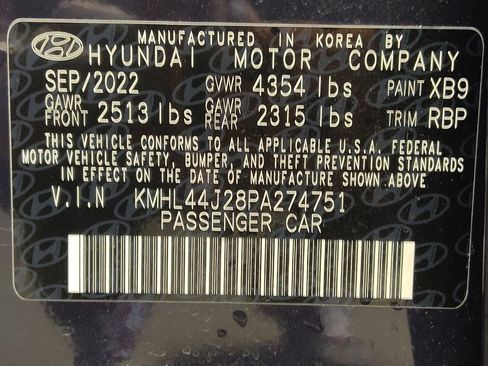 MANUFACTURED IN KOREA BY
HYUNDAI MOTOR COMPANY
SEP/2022 GVWR 4354 lbs PAINT XB9
GAWR FRONT 2513 lbs GAWR REAR 2315 lbs TRIM RBP
THIS VEHICLE CONFORMS TO ALL APPLICABLE U.S.A. FEDERAL
MOTOR VEHICLE SAFETY, BUMPER, AND THEFT PREVENTION STANDARDS
IN EFFECT ON THE DATE OF MANUFACTURE SHOWN ABOVE.
V.I.N KMHL44J28PA274751
PASSENGER CAR